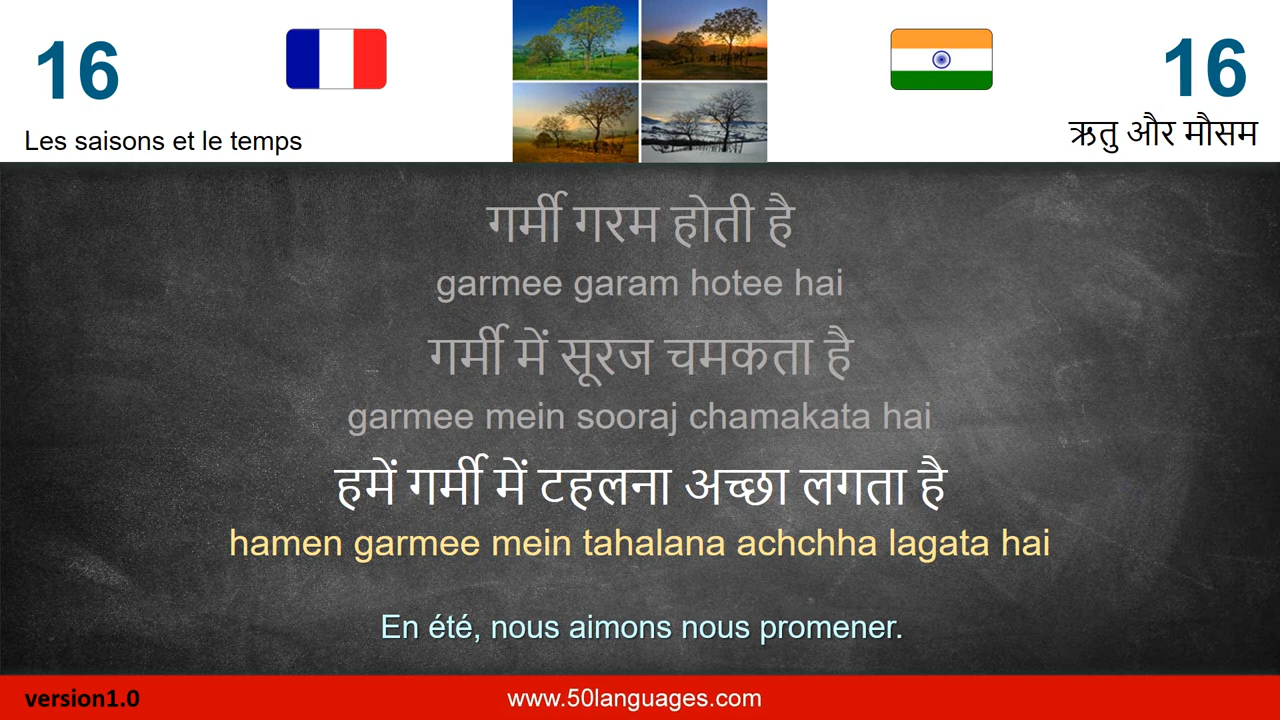 16
16
Les saisons et le temps
ऋतु और मौसम
गर्मी गरम होती है
garmee garam hotee hai
गर्मी में सूरज चमकता है
garmee mein sooraj chamakata hai
हमें गर्मी में टहलना अच्छा लगता है
hamen garmee mein tahalana achchha lagata hai
En été, nous aimons nous promener.
version1.0
www.50languages.com